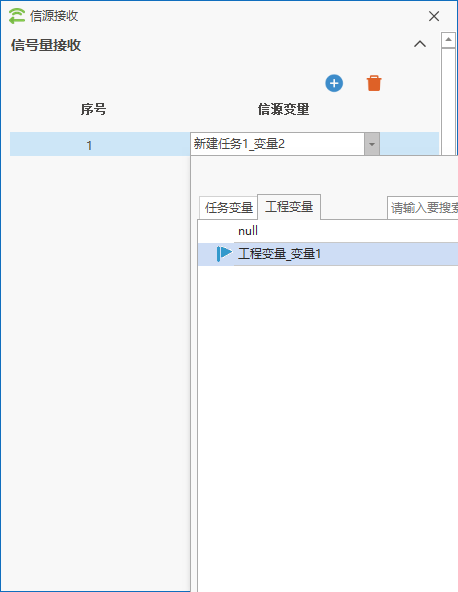 信源接收
信号量接收
序号 信源变量
1 新建任务1_变量2
任务变量 工程变量 请输入要搜索
null
工程变量_变量1